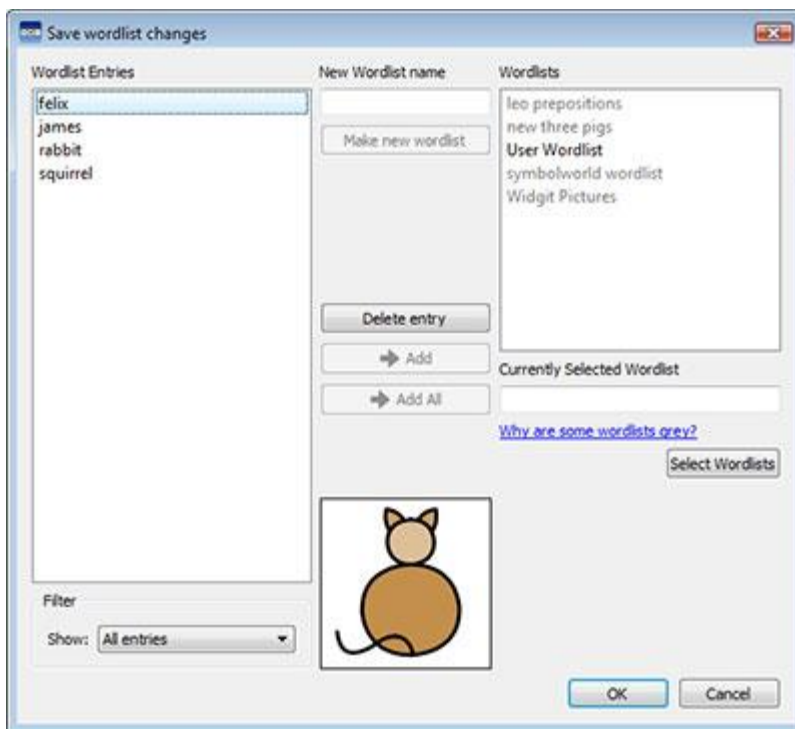 Save wordlist changes
Wordlist Entries
felix
james
rabbit
squirrel
Filter
Show: All entries
New Wordlist name
Make new wordlist
Delete entry
Add
Add All
Wordlists
leo prepositions
new three pigs
User Wordlist
symbolworld wordlist
Widgit Pictures
Currently Selected Wordlist
Why are some wordlists grey?
Select Wordlists
OK
Cancel